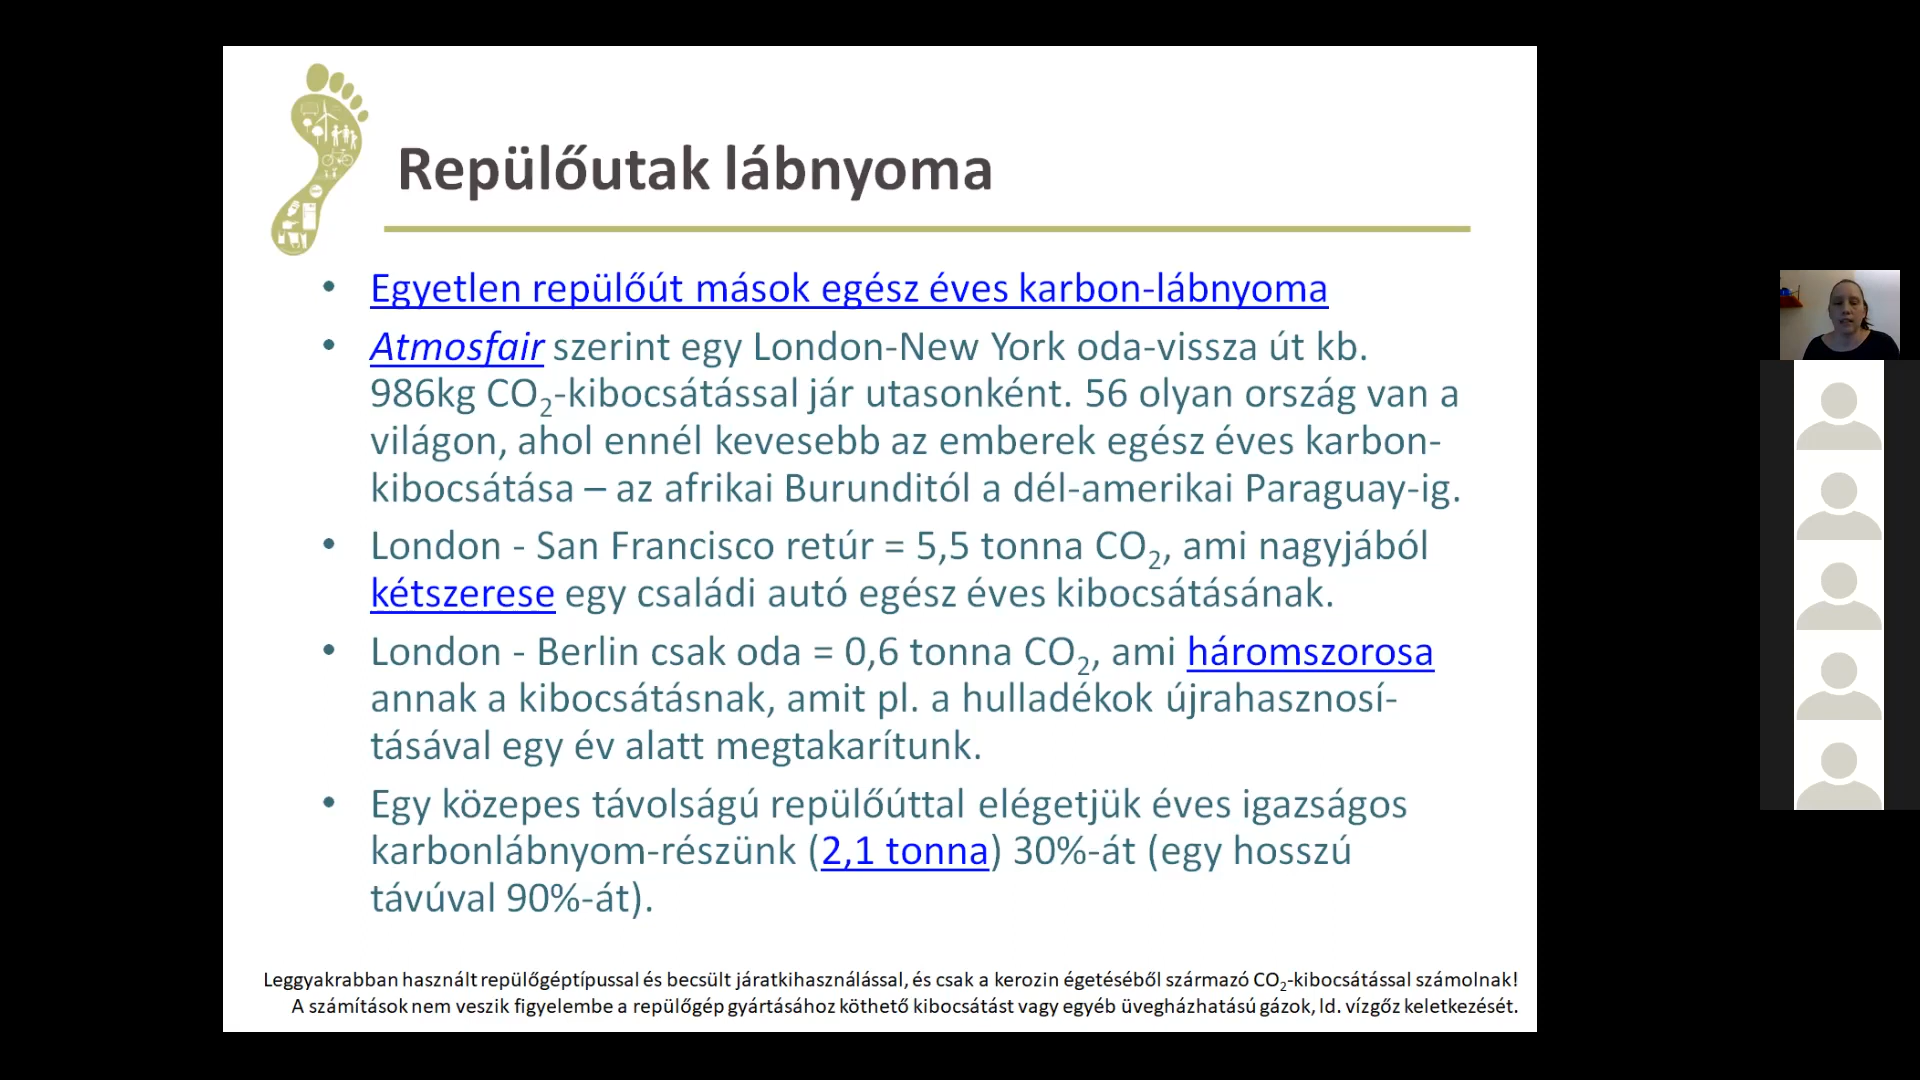 Repülőutak lábnyoma
• Egyetlen repülőút mások egész éves karbon-lábnyoma
• Atmosfair szerint egy London-New York oda-vissza út kb.
986kg CO₂-kibocsátással jár utasonként. 56 olyan ország van a
világon, ahol ennél kevesebb az emberek egész éves karbon-
kibocsátása – az afrikai Burunditól a dél-amerikai Paraguay-ig.
• London - San Francisco retúr = 5,5 tonna CO₂, ami nagyjából
kétszerese egy családi autó egész éves kibocsátásának.
• London - Berlin csak oda = 0,6 tonna CO₂, ami háromszorosa
annak a kibocsátásnak, amit pl. a hulladékok újrahasznosí-
tásával egy év alatt megtakarítunk.
• Egy közepes távolságú repülőúttal elégetjük éves igazságos
karbonlábnyom-részünk (2,1 tonna) 30%-át (egy hosszú
távúval 90%-át).
Leggyakrabban használt repülőgéptípussal és becsült járatkihasználással, és csak a kerozin égetéséből származó CO₂-kibocsátással számolnak!
A számítások nem veszik figyelembe a repülőgép gyártásához köthető kibocsátást vagy egyéb üvegházhatású gázok, ld. vízgőz keletkezését.